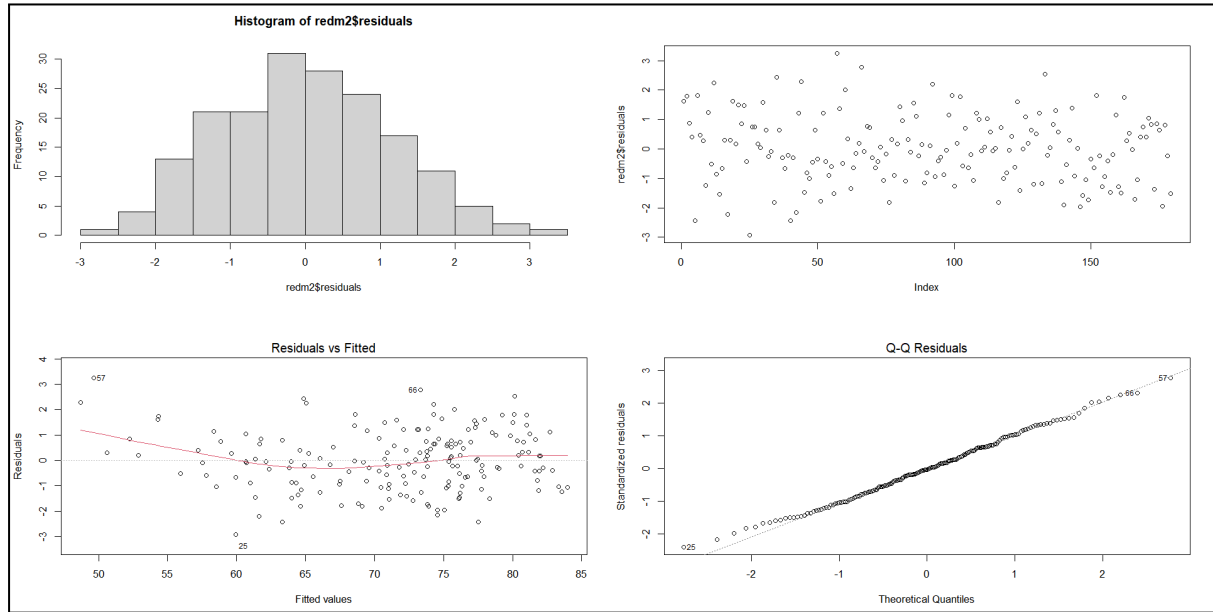 Histogram of redm2$residuals
Frequency
0 5 10 15 20 25 30
-3 -2 -1 0 1 2 3
redm2$residuals
redm2$residuals
-3 -2 -1 0 1 2 3
0 50 100 150
Index
Residuals vs Fitted
Residuals
-3 -2 -1 0 1 2 3 4
57
66
25
50 55 60 65 70 75 80 85
Fitted values
Q-Q Residuals
Standardized residuals
-2 -1 0 1 2 3
57
66
25
-2 -1 0 1 2
Theoretical Quantiles